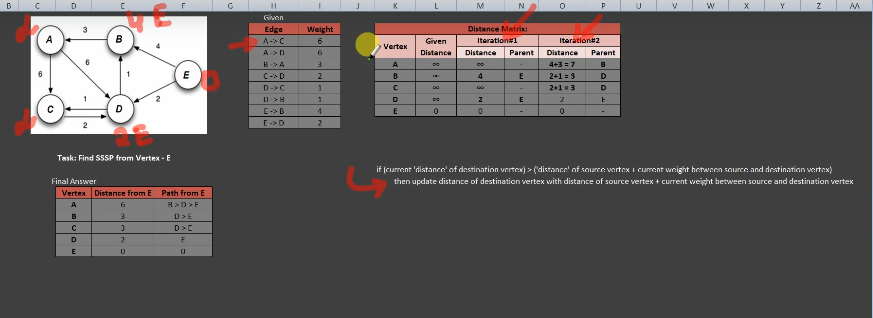 B C D E F G H I J K L M N O P U V W X Y Z AA
Given
Edge Weight
A -> C 6
A -> D 6
B -> A 3
C -> D 2
D -> C 1
D -> B 1
E -> B 4
E -> D 2
Distance Matrix:
Vertex Given Distance Iteration#1 Iteration#2
Distance Parent Distance Parent
A ∞ ∞ - 4+3 = 7 B
B ∞ 4 E 2+1 = 3 D
C ∞ ∞ - 2+1 = 3 D
D ∞ 2 E 2 E
E 0 0 - 0 -
4 E
A 3 B
6 6 4
1 E 0
1 2
C D
2
2 E
Task: Find SSSP from Vertex - E
if (current 'distance' of destination vertex) > ('distance' of source vertex + current weight between source and destination vertex)
then update distance of destination vertex with distance of source vertex + current weight between source and destination vertex
Final Answer
Vertex Distance from E Path from E
A 6 B > D > E
B 3 D > E
C 3 D > E
D 2 E
E 0 0